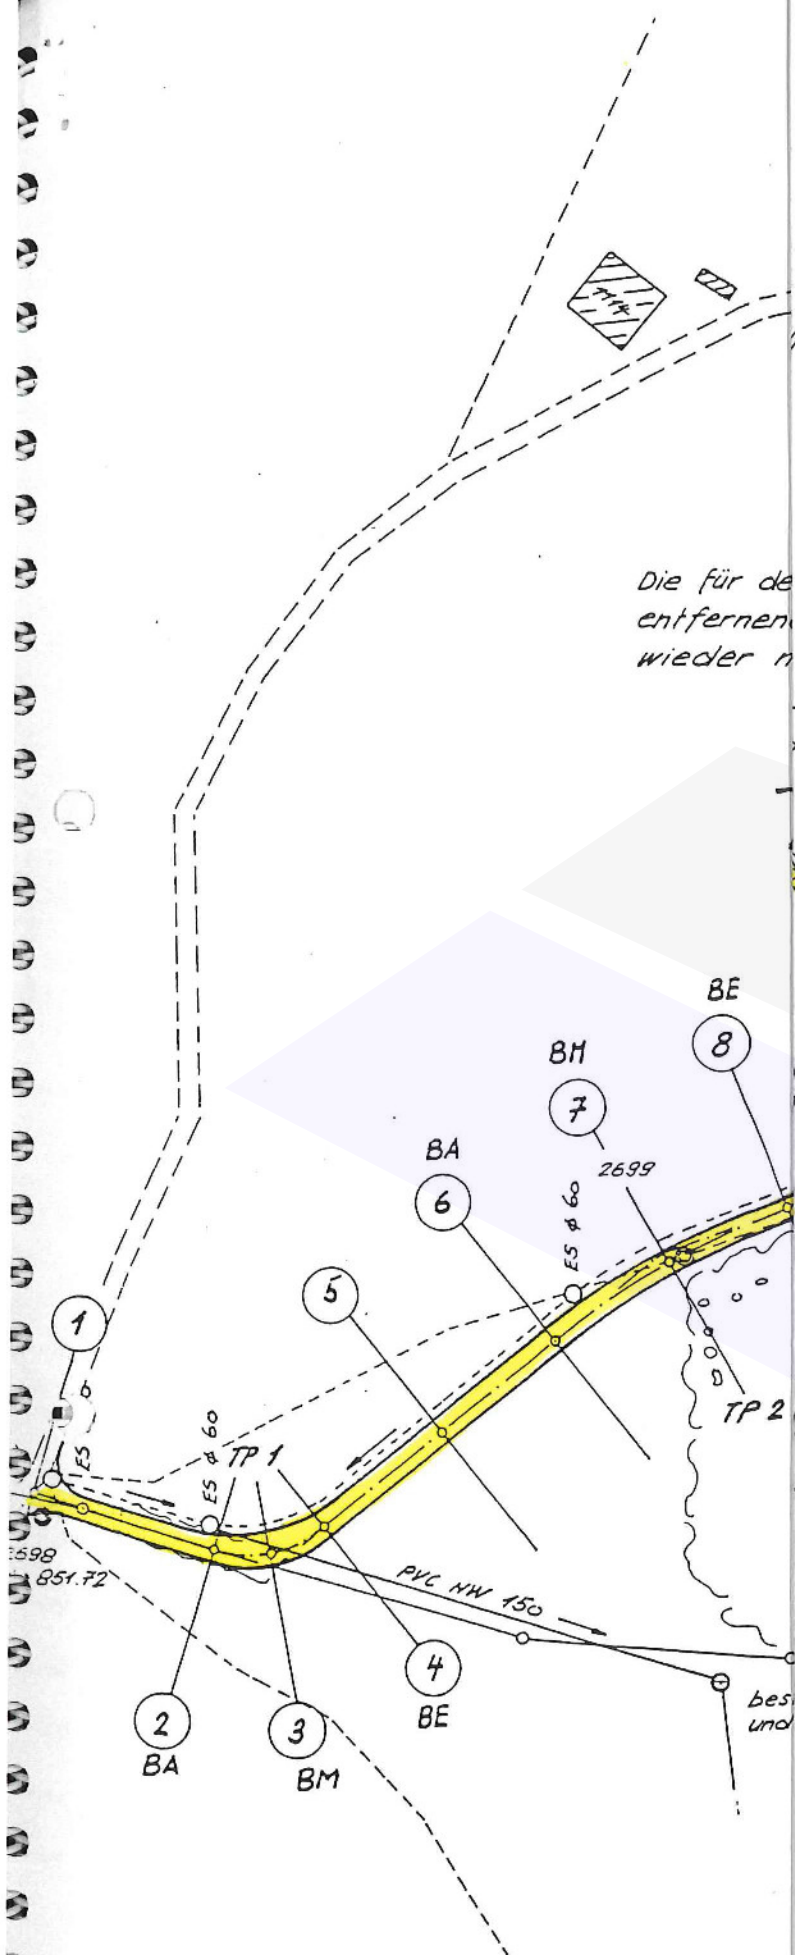 1114
Die für de
entfernen
wieder n
BE
8
BM
7
2699
BA
6
ES ø 60
5
1
ES
ES ø 60
TP 1
TP 2
851.72
PVC NW 150
4
BE
2
BA
3
BM
bes
und